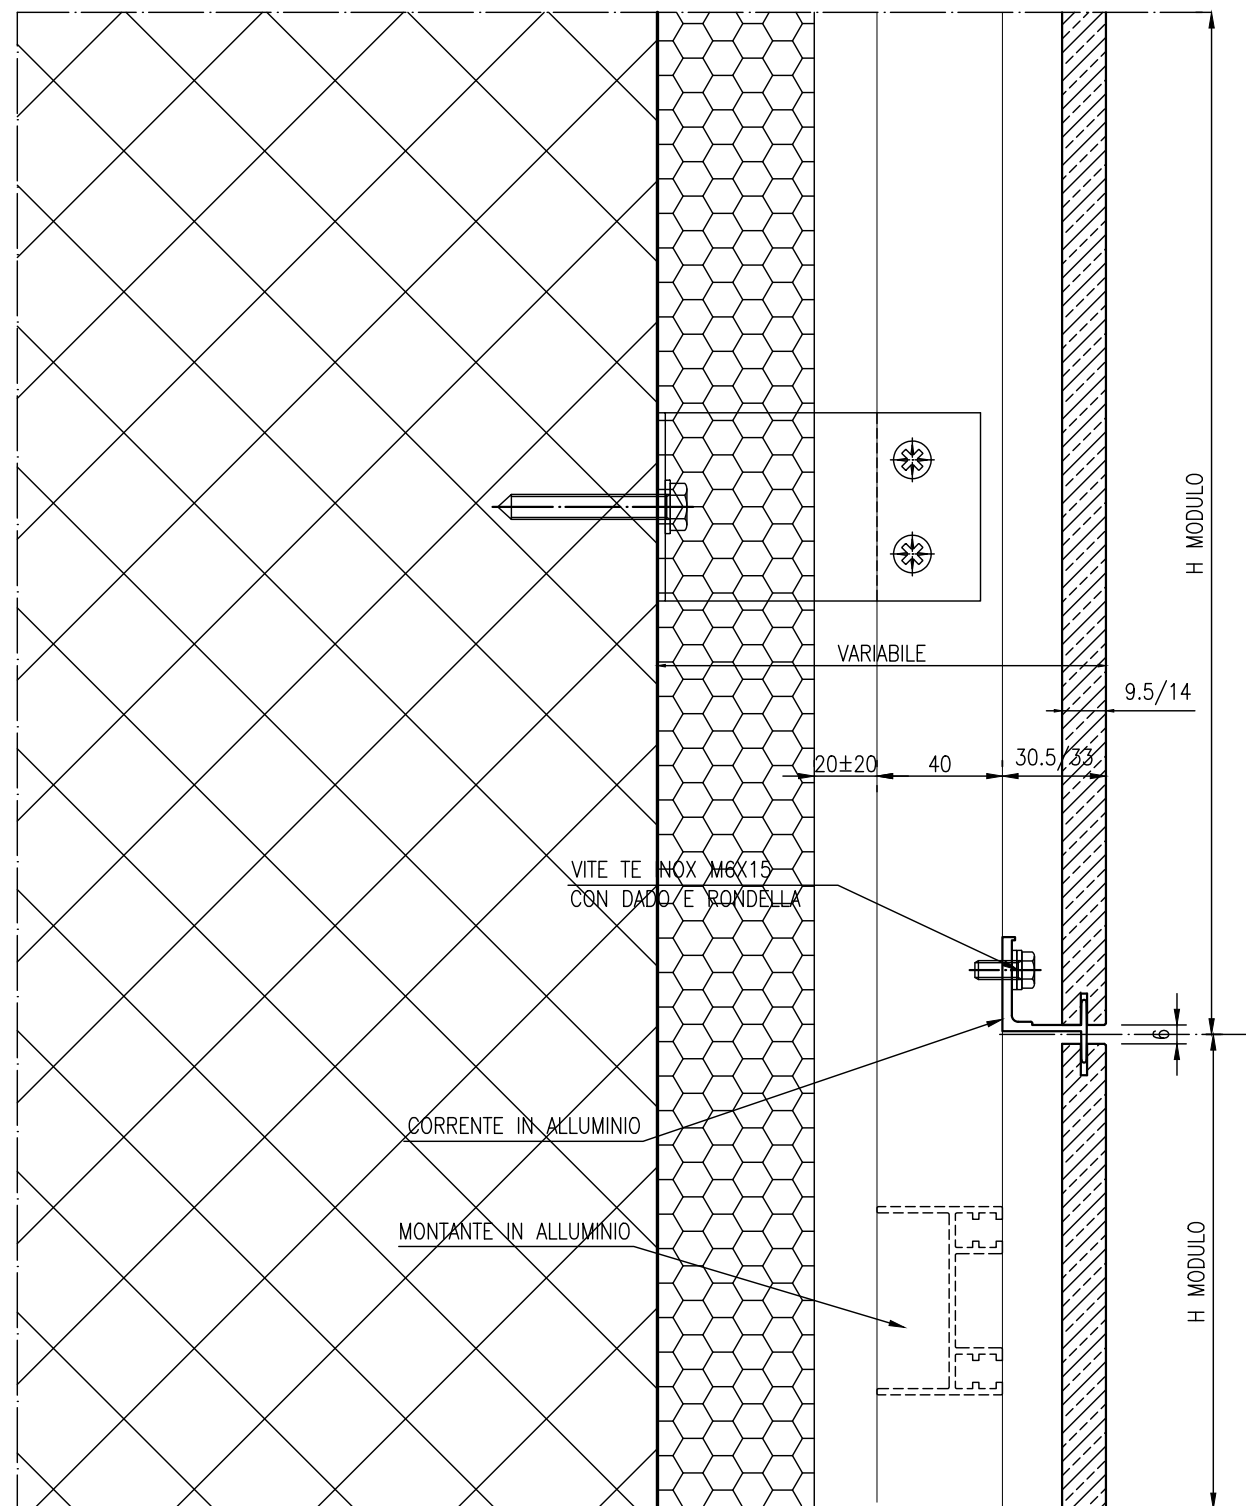 H MODULO
VARIABILE
9.5/14
20±20
40
30.5/33
VITE TE INOX M6X15
CON DADO E RONDELLA
6
CORRENTE IN ALLUMINIO
MONTANTE IN ALLUMINIO
H MODULO